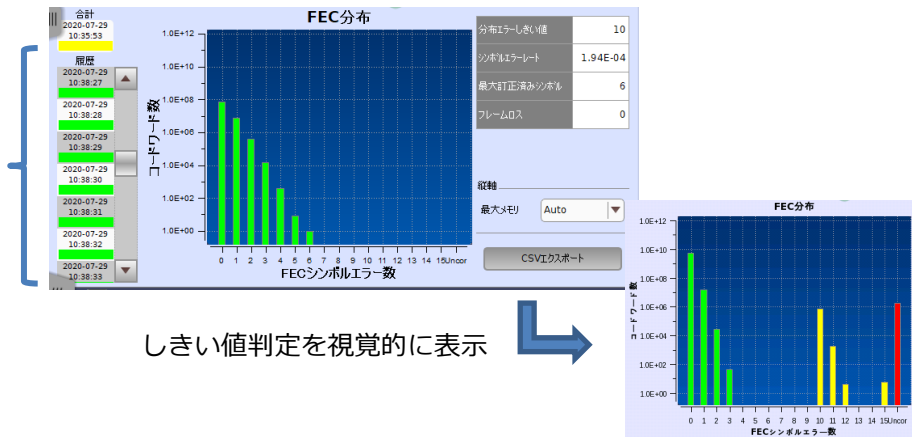 合計
2020-07-29
10:35:53
履歴
2020-07-29
10:38:27
2020-07-29
10:38:28
2020-07-29
10:38:29
2020-07-29
10:38:30
2020-07-29
10:38:31
2020-07-29
10:38:32
2020-07-29
10:38:33
FEC分布
コードワード数
1.0E+12
1.0E+10
1.0E+08
1.0E+06
1.0E+04
1.0E+02
1.0E+00
0 1 2 3 4 5 6 7 8 9 10 11 12 13 14 15Uncor
FECシンボルエラー数
分布エラーしきい値 10
シンボルエラーレート 1.94E-04
最大訂正済みシンボル 6
フレームロス 0
縦軸
最大メモリ Auto
CSVエクスポート
しきい値判定を視覚的に表示
FEC分布
コードワード数
1.0E+12
1.0E+10
1.0E+08
1.0E+06
1.0E+04
1.0E+02
1.0E+00
0 1 2 3 4 5 6 7 8 9 10 11 12 13 14 15Uncor
FECシンボルエラー数